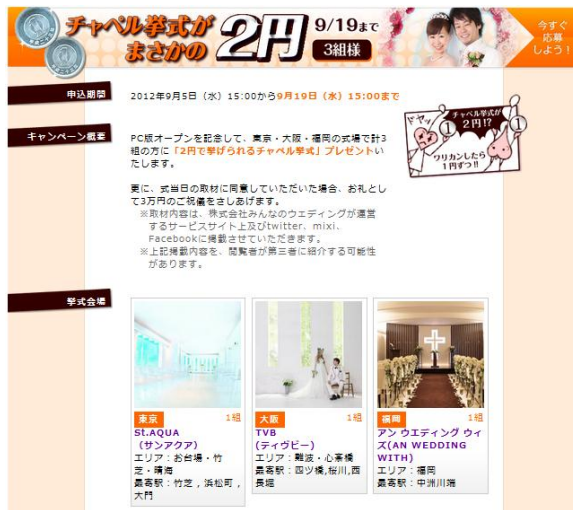 チャペル挙式が
まさかの
2円
9/19まで
3組様
今すぐ
応募
しよう！
申込期間
2012年9月5日（水）15:00から9月19日（水）15:00まで
キャンペーン概要
PC版オープンを記念して、東京・大阪・福岡の式場で計3
組の方に「2円で挙げられるチャペル挙式」プレゼントい
たします。
更に、式当日の取材に同意していただいた場合、お礼とし
て3万円のご祝儀をさしあげます。
※取材内容は、株式会社みんなのウエディングが運営
するサービスサイト上及びtwitter、mixi、
Facebookに掲載させていただきます。
※上記掲載内容を、閲覧者が第三者に紹介する可能性
があります。
ドヤッ!
チャペル挙式が
2円!?
1
1
ワリカンしたら
1円ずつ!!
挙式会場
東京 1組
St.AQUA
（サンアクア）
エリア：お台場・竹
芝・晴海
最寄駅：竹芝 , 浜松町 ,
大門
大阪 1組
TVB
(ティヴビー)
エリア：難波・心斎橋
最寄駅：四ツ橋,桜川,西
長堀
福岡 1組
アン ウエディング ウィ
ズ(AN WEDDING
WITH)
エリア：福岡
最寄駅：中洲川端